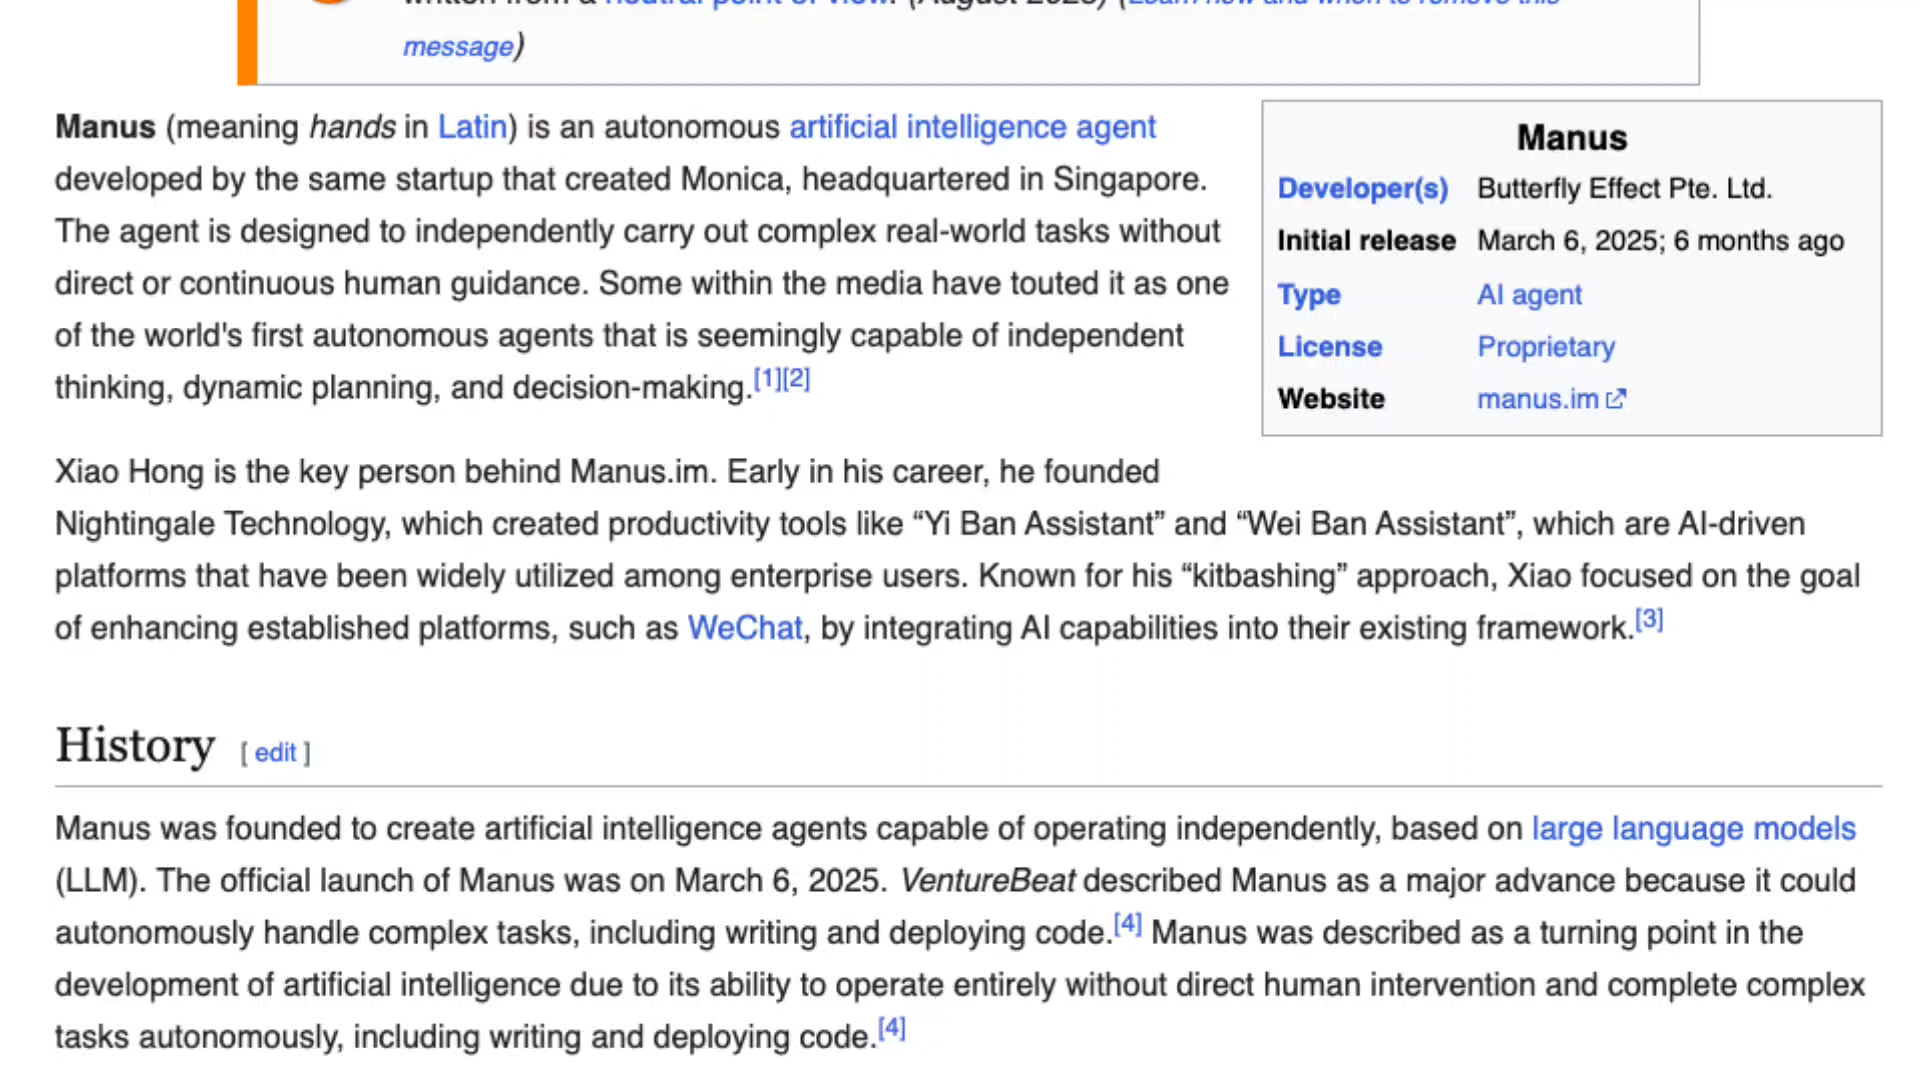 written from a neutral point of view. (August 2025) (Learn how and when to remove this
message)
Manus (meaning hands in Latin) is an autonomous artificial intelligence agent
developed by the same startup that created Monica, headquartered in Singapore.
The agent is designed to independently carry out complex real-world tasks without
direct or continuous human guidance. Some within the media have touted it as one
of the world's first autonomous agents that is seemingly capable of independent
thinking, dynamic planning, and decision-making.[1][2]
Manus
Developer(s) Butterfly Effect Pte. Ltd.
Initial release March 6, 2025; 6 months ago
Type AI agent
License Proprietary
Website manus.im
Xiao Hong is the key person behind Manus.im. Early in his career, he founded
Nightingale Technology, which created productivity tools like “Yi Ban Assistant” and “Wei Ban Assistant”, which are AI-driven
platforms that have been widely utilized among enterprise users. Known for his “kitbashing” approach, Xiao focused on the goal
of enhancing established platforms, such as WeChat, by integrating AI capabilities into their existing framework.[3]
History [ edit ]
Manus was founded to create artificial intelligence agents capable of operating independently, based on large language models
(LLM). The official launch of Manus was on March 6, 2025. VentureBeat described Manus as a major advance because it could
autonomously handle complex tasks, including writing and deploying code.[4] Manus was described as a turning point in the
development of artificial intelligence due to its ability to operate entirely without direct human intervention and complete complex
tasks autonomously, including writing and deploying code.[4]